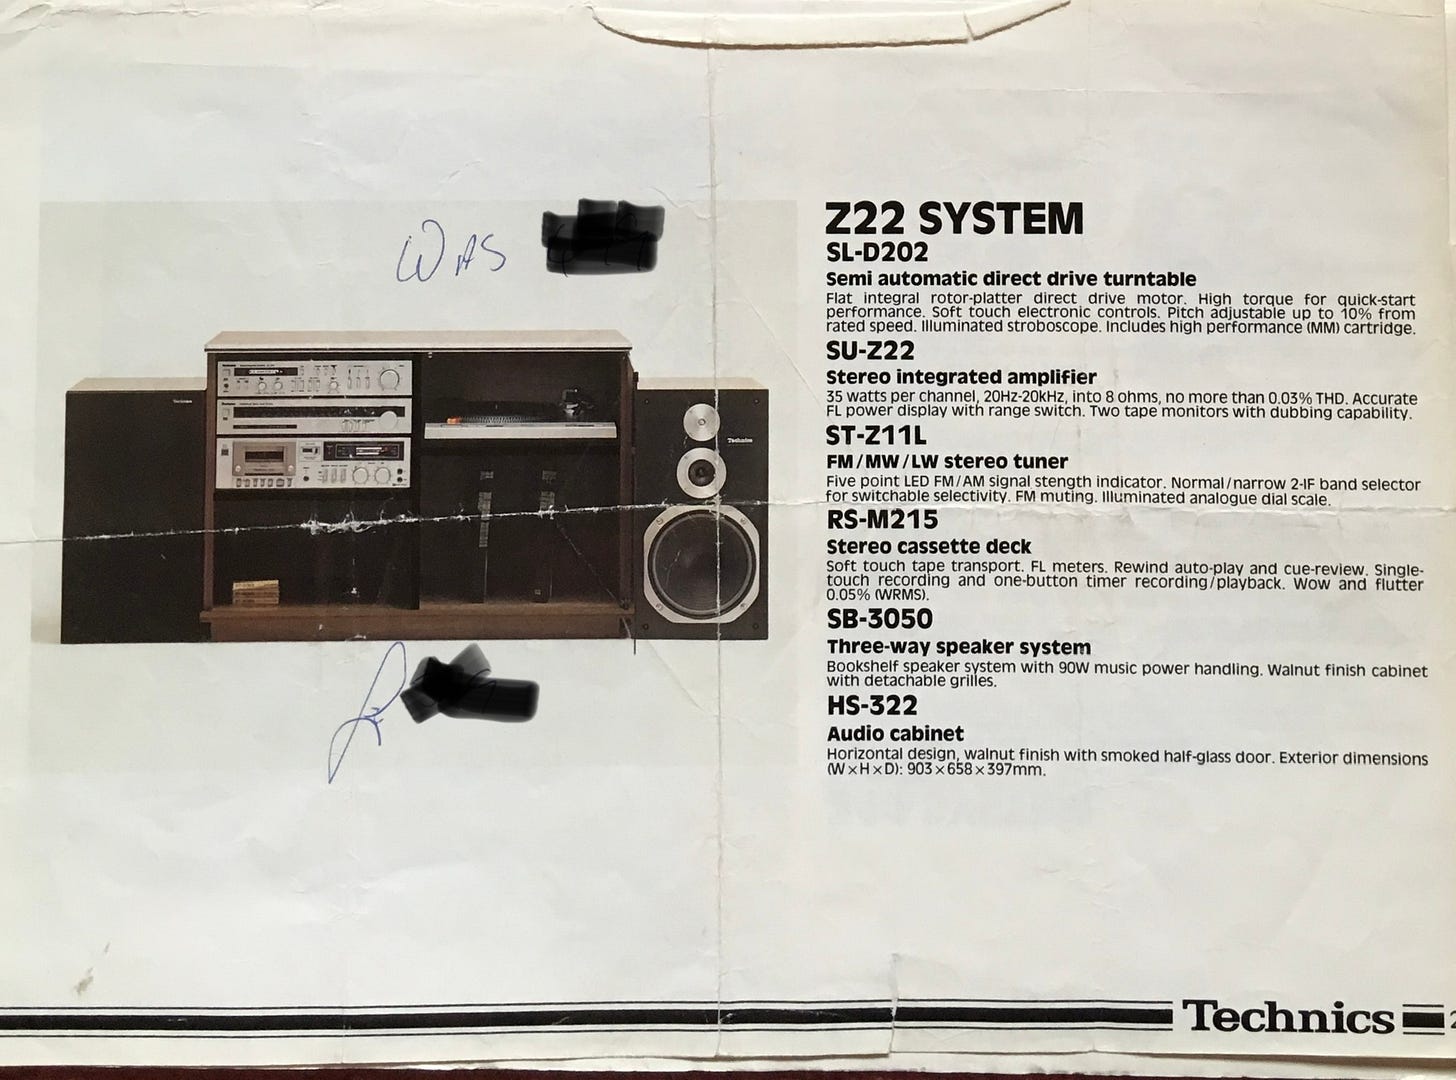 WAS
Z22 SYSTEM
SL-D202
Semi automatic direct drive turntable
Flat integral rotor-platter direct drive motor. High torque for quick-start
performance. Soft touch electronic controls. Pitch adjustable up to 10% from
rated speed. Illuminated stroboscope. Includes high performance (MM) cartridge.
SU-Z22
Stereo integrated amplifier
35 watts per channel, 20Hz-20kHz, into 8 ohms, no more than 0.03% THD. Accurate
FL power display with range switch. Two tape monitors with dubbing capability.
ST-Z11L
FM/MW/LW stereo tuner
Five point LED FM/AM signal stength indicator. Normal/narrow 2-IF band selector
for switchable selectivity. FM muting. Illuminated analogue dial scale.
RS-M215
Stereo cassette deck
Soft touch tape transport. FL meters. Rewind auto-play and cue-review. Single-
touch recording and one-button timer recording/playback. Wow and flutter
0.05% (WRMS).
SB-3050
Three-way speaker system
Bookshelf speaker system with 90W music power handling. Walnut finish cabinet
with detachable grilles.
HS-322
Audio cabinet
Horizontal design, walnut finish with smoked half-glass door. Exterior dimensions
(W×H×D): 903×658×397mm.
Technics
Technics
Technics